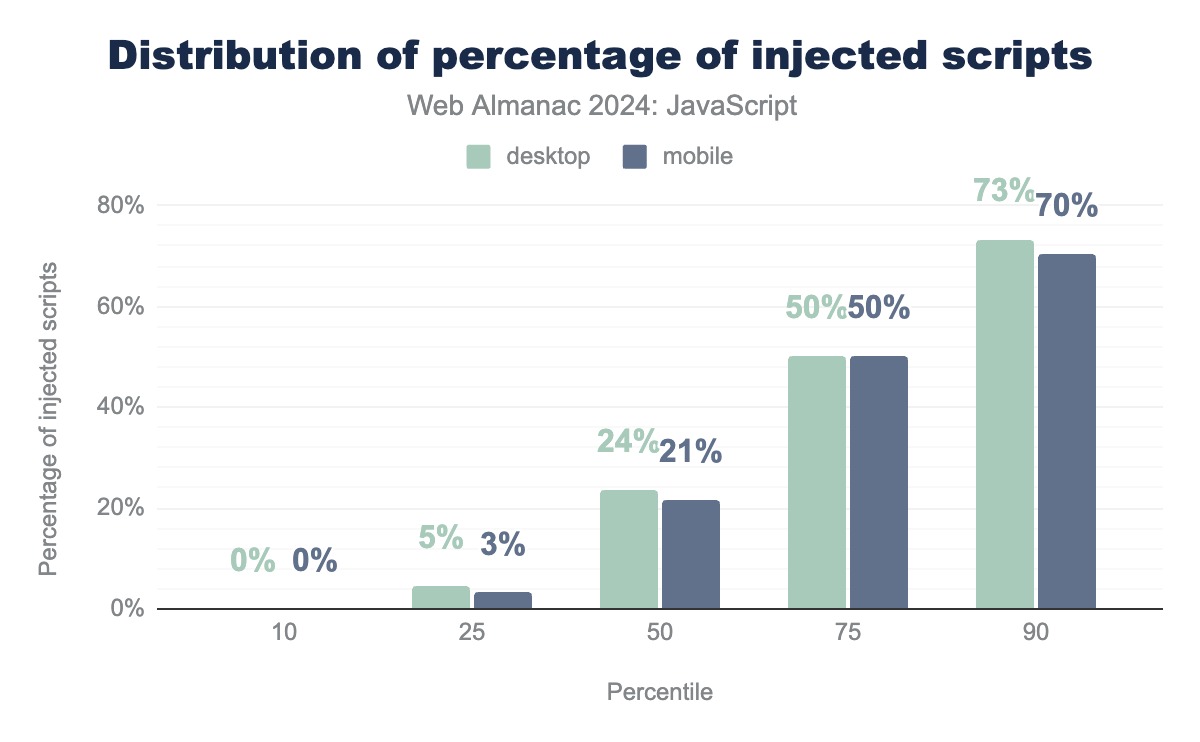 Distribution of percentage of injected scripts
Web Almanac 2024: JavaScript
desktop mobile
Percentage of injected scripts
80%
60%
40%
20%
0%
0% 0%
5% 3%
24% 21%
50% 50%
73% 70%
10 25 50 75 90
Percentile